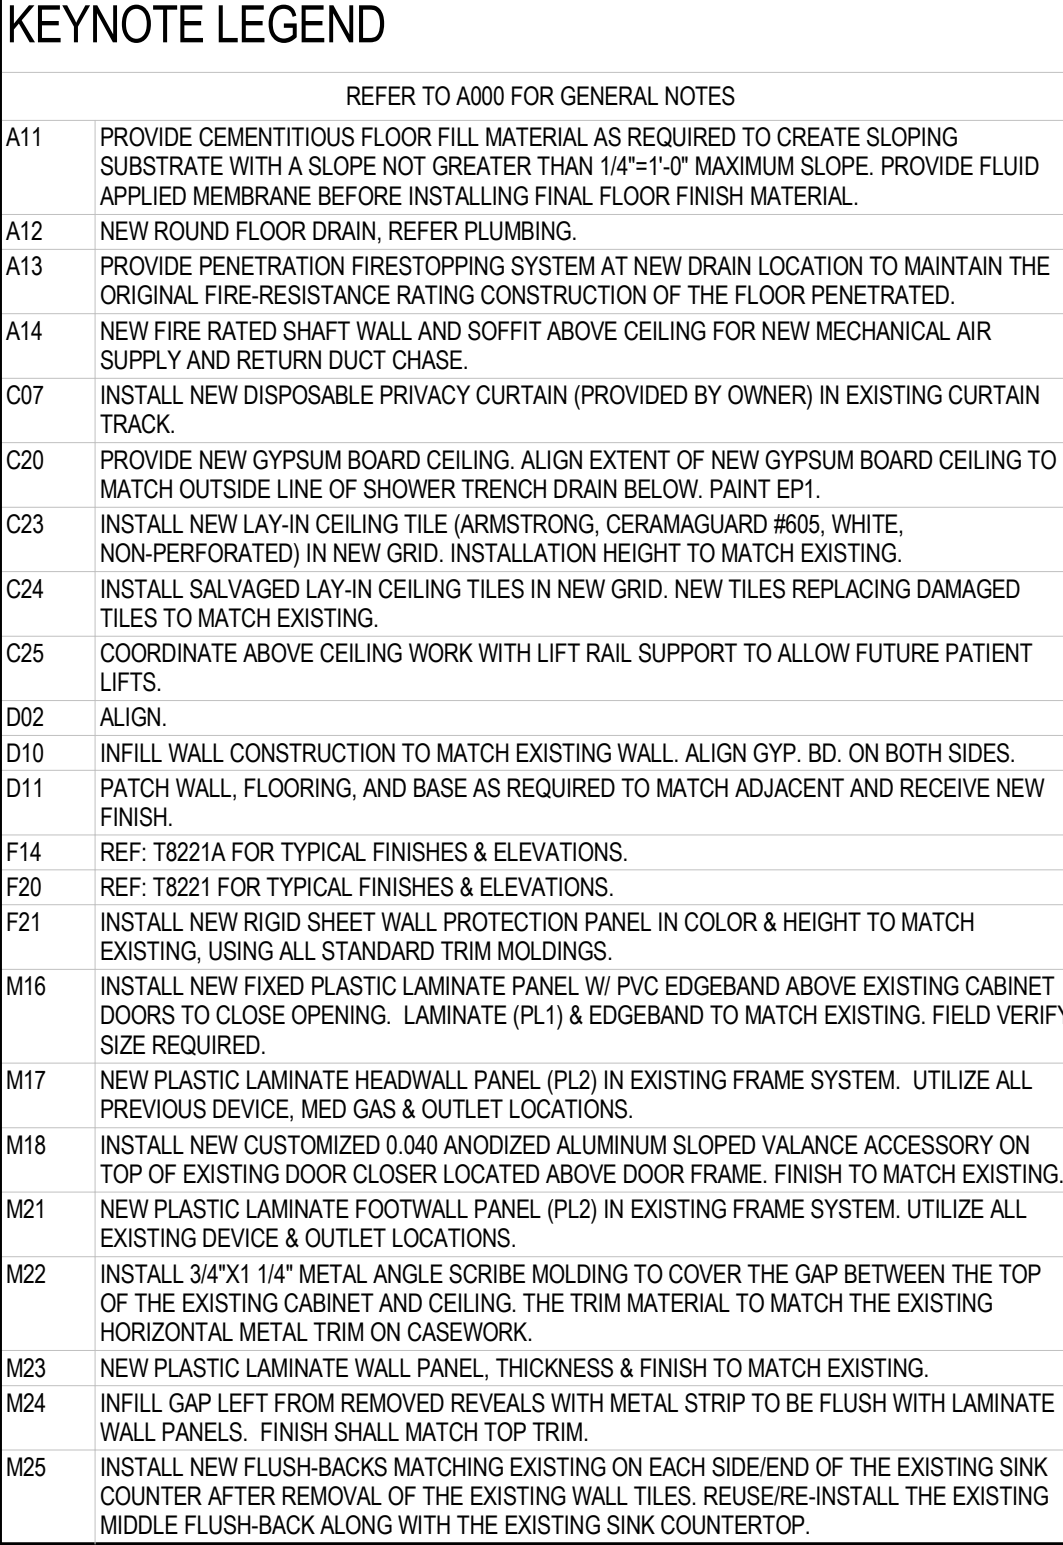 KEYNOTE LEGEND
REFER TO A000 FOR GENERAL NOTES
A11 PROVIDE CEMENTITIOUS FLOOR FILL MATERIAL AS REQUIRED TO CREATE SLOPING
SUBSTRATE WITH A SLOPE NOT GREATER THAN 1/4"=1'-0" MAXIMUM SLOPE. PROVIDE FLUID
APPLIED MEMBRANE BEFORE INSTALLING FINAL FLOOR FINISH MATERIAL.
A12 NEW ROUND FLOOR DRAIN, REFER PLUMBING.
A13 PROVIDE PENETRATION FIRESTOPPING SYSTEM AT NEW DRAIN LOCATION TO MAINTAIN THE
ORIGINAL FIRE-RESISTANCE RATING CONSTRUCTION OF THE FLOOR PENETRATED.
A14 NEW FIRE RATED SHAFT WALL AND SOFFIT ABOVE CEILING FOR NEW MECHANICAL AIR
SUPPLY AND RETURN DUCT CHASE.
C07 INSTALL NEW DISPOSABLE PRIVACY CURTAIN (PROVIDED BY OWNER) IN EXISTING CURTAIN
TRACK.
C20 PROVIDE NEW GYPSUM BOARD CEILING. ALIGN EXTENT OF NEW GYPSUM BOARD CEILING TO
MATCH OUTSIDE LINE OF SHOWER TRENCH DRAIN BELOW. PAINT EP1.
C23 INSTALL NEW LAY-IN CEILING TILE (ARMSTRONG, CERAMAGUARD #605, WHITE,
NON-PERFORATED) IN NEW GRID. INSTALLATION HEIGHT TO MATCH EXISTING.
C24 INSTALL SALVAGED LAY-IN CEILING TILES IN NEW GRID. NEW TILES REPLACING DAMAGED
TILES TO MATCH EXISTING.
C25 COORDINATE ABOVE CEILING WORK WITH LIFT RAIL SUPPORT TO ALLOW FUTURE PATIENT
LIFTS.
D02 ALIGN.
D10 INFILL WALL CONSTRUCTION TO MATCH EXISTING WALL. ALIGN GYP. BD. ON BOTH SIDES.
D11 PATCH WALL, FLOORING, AND BASE AS REQUIRED TO MATCH ADJACENT AND RECEIVE NEW
FINISH.
F14 REF: T8221A FOR TYPICAL FINISHES & ELEVATIONS.
F20 REF: T8221 FOR TYPICAL FINISHES & ELEVATIONS.
F21 INSTALL NEW RIGID SHEET WALL PROTECTION PANEL IN COLOR & HEIGHT TO MATCH
EXISTING, USING ALL STANDARD TRIM MOLDINGS.
M16 INSTALL NEW FIXED PLASTIC LAMINATE PANEL W/ PVC EDGEBAND ABOVE EXISTING CABINET
DOORS TO CLOSE OPENING. LAMINATE (PL1) & EDGEBAND TO MATCH EXISTING. FIELD VERIFY
SIZE REQUIRED.
M17 NEW PLASTIC LAMINATE HEADWALL PANEL (PL2) IN EXISTING FRAME SYSTEM. UTILIZE ALL
PREVIOUS DEVICE, MED GAS & OUTLET LOCATIONS.
M18 INSTALL NEW CUSTOMIZED 0.040 ANODIZED ALUMINUM SLOPED VALANCE ACCESSORY ON
TOP OF EXISTING DOOR CLOSER LOCATED ABOVE DOOR FRAME. FINISH TO MATCH EXISTING.
M21 NEW PLASTIC LAMINATE FOOTWALL PANEL (PL2) IN EXISTING FRAME SYSTEM. UTILIZE ALL
EXISTING DEVICE & OUTLET LOCATIONS.
M22 INSTALL 3/4"X1 1/4" METAL ANGLE SCRIBE MOLDING TO COVER THE GAP BETWEEN THE TOP
OF THE EXISTING CABINET AND CEILING. THE TRIM MATERIAL TO MATCH THE EXISTING
HORIZONTAL METAL TRIM ON CASEWORK.
M23 NEW PLASTIC LAMINATE WALL PANEL, THICKNESS & FINISH TO MATCH EXISTING.
M24 INFILL GAP LEFT FROM REMOVED REVEALS WITH METAL STRIP TO BE FLUSH WITH LAMINATE
WALL PANELS. FINISH SHALL MATCH TOP TRIM.
M25 INSTALL NEW FLUSH-BACKS MATCHING EXISTING ON EACH SIDE/END OF THE EXISTING SINK
COUNTER AFTER REMOVAL OF THE EXISTING WALL TILES. REUSE/RE-INSTALL THE EXISTING
MIDDLE FLUSH-BACK ALONG WITH THE EXISTING SINK COUNTERTOP.